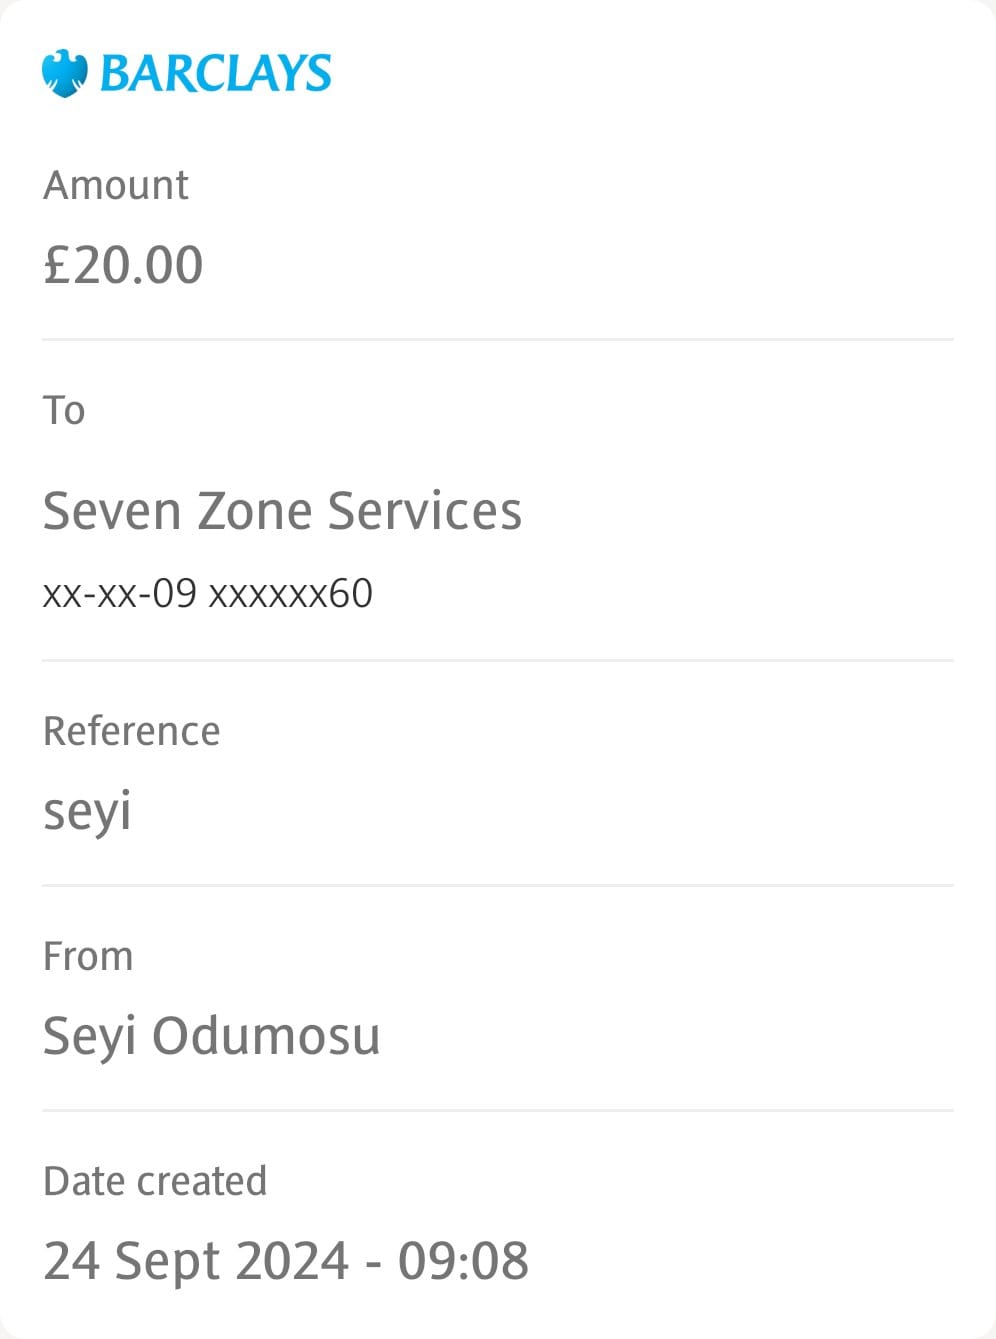 BARCLAYS
Amount
£20.00
To
Seven Zone Services
xx-xx-09 xxxxxx60
Reference
seyi
From
Seyi Odumosu
Date created
24 Sept 2024 - 09:08